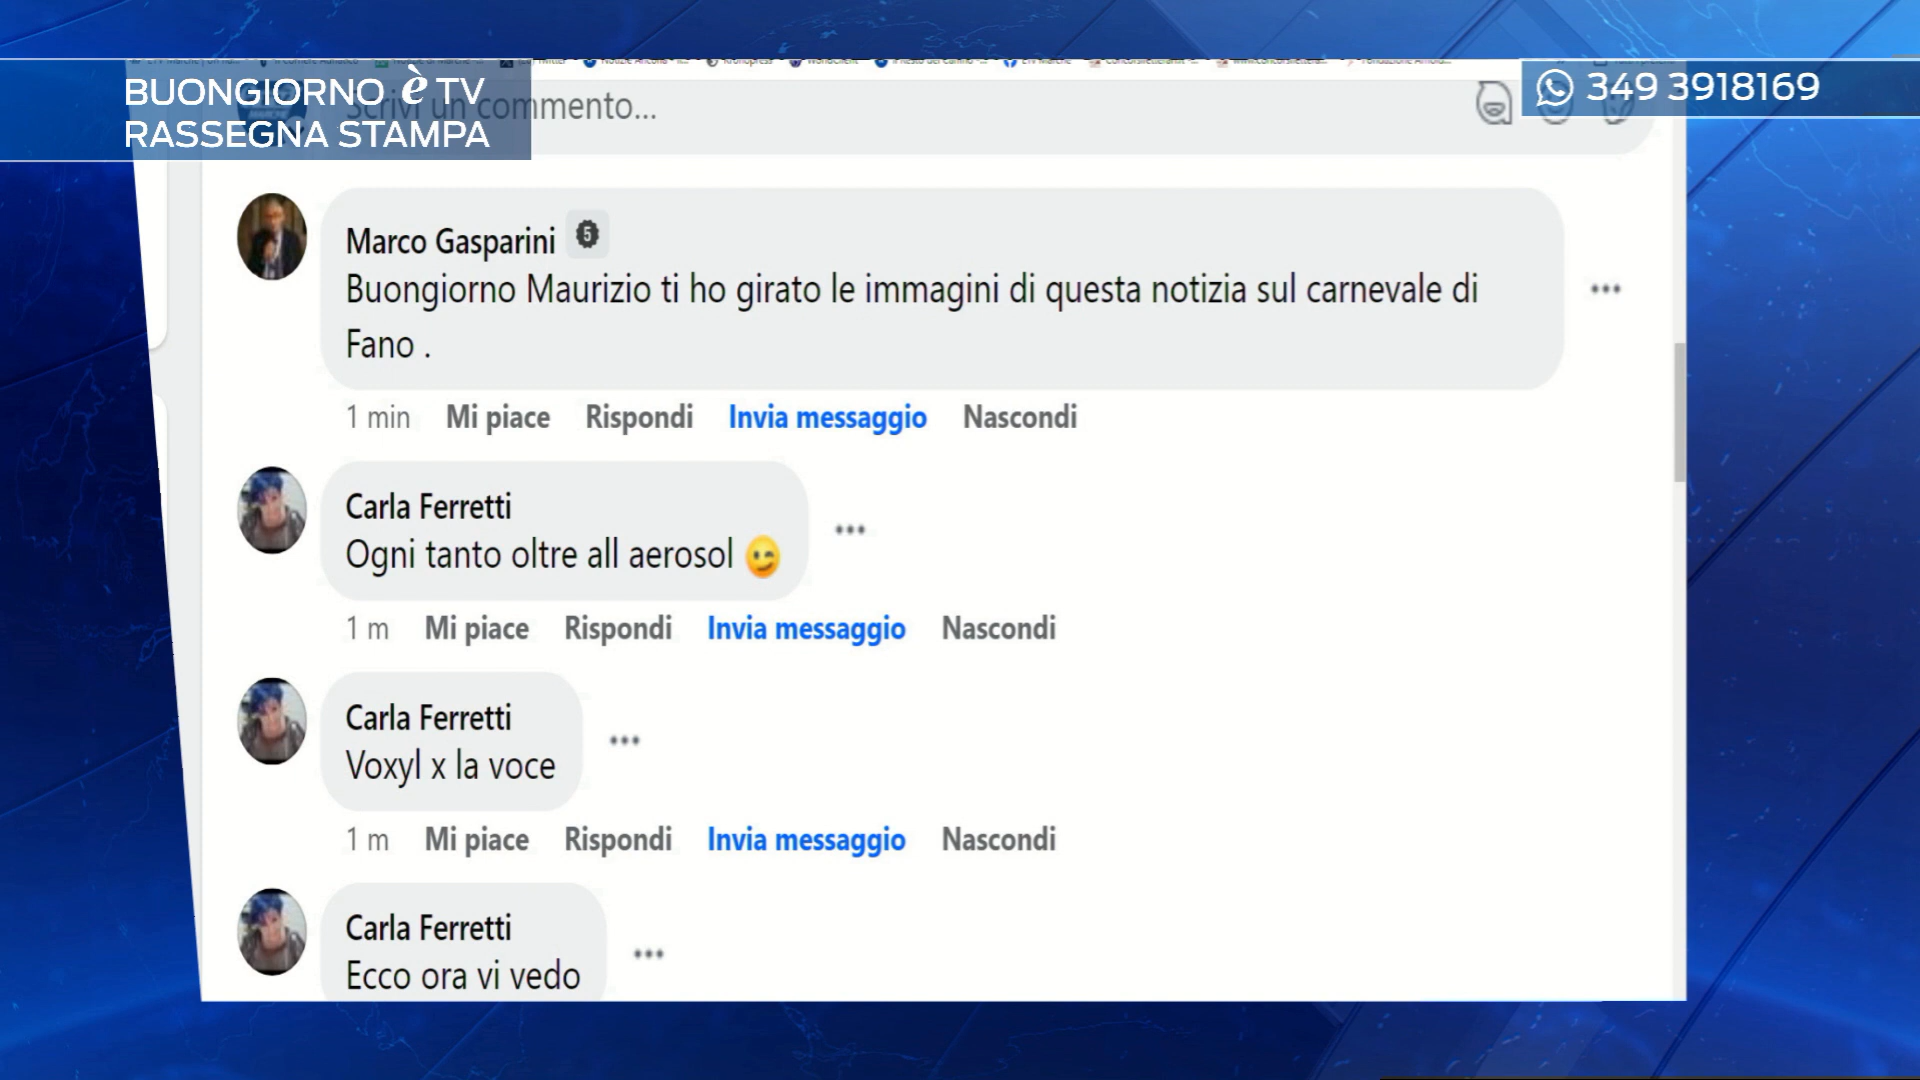 BUONGIORNO è TV
RASSEGNA STAMPA
349 3918169
Scrivi un commento...
Marco Gasparini 5
Buongiorno Maurizio ti ho girato le immagini di questa notizia sul carnevale di
Fano .
1 min Mi piace Rispondi Invia messaggio Nascondi
Carla Ferretti
Ogni tanto oltre all aerosol 😉
1 m Mi piace Rispondi Invia messaggio Nascondi
Carla Ferretti
Voxyl x la voce
1 m Mi piace Rispondi Invia messaggio Nascondi
Carla Ferretti
Ecco ora vi vedo